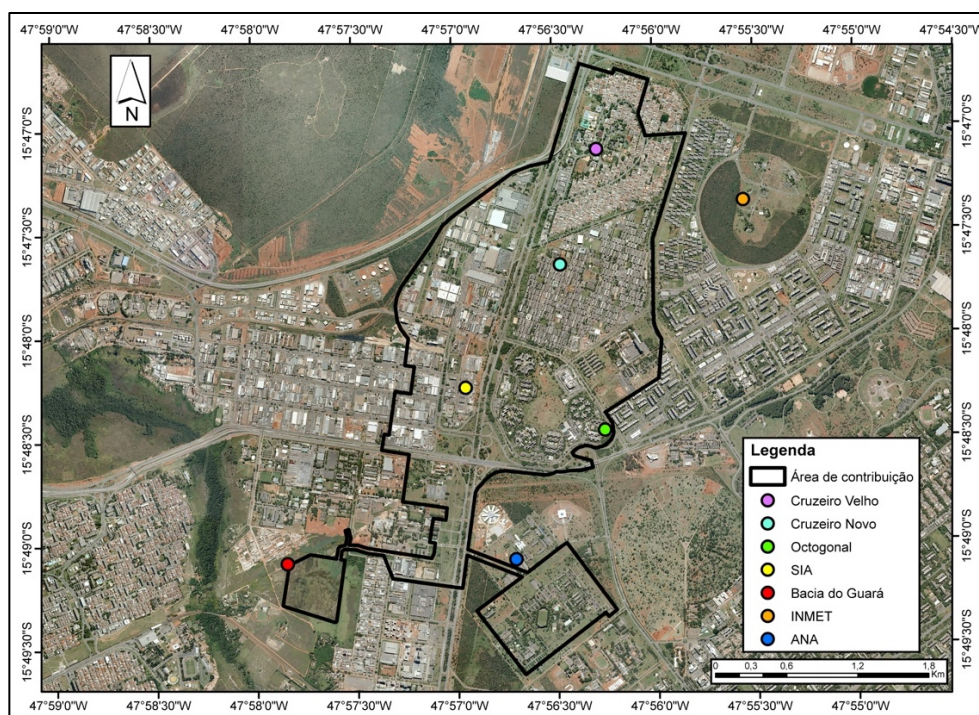 47°59'0"W 47°58'30"W 47°58'0"W 47°57'30"W 47°57'0"W 47°56'30"W 47°56'0"W 47°55'30"W 47°55'0"W 47°54'30"W
N
15°47'0"S 15°47'0"S
15°47'30"S 15°47'30"S
15°48'0"S 15°48'0"S
15°48'30"S 15°48'30"S
15°49'0"S 15°49'0"S
15°49'30"S 15°49'30"S
Legenda
Área de contribuição
Cruzeiro Velho
Cruzeiro Novo
Octogonal
SIA
Bacia do Guará
INMET
ANA
0 0,3 0,6 1,2 1,8
Km
47°59'0"W 47°58'30"W 47°58'0"W 47°57'30"W 47°57'0"W 47°56'30"W 47°56'0"W 47°55'30"W 47°55'0"W